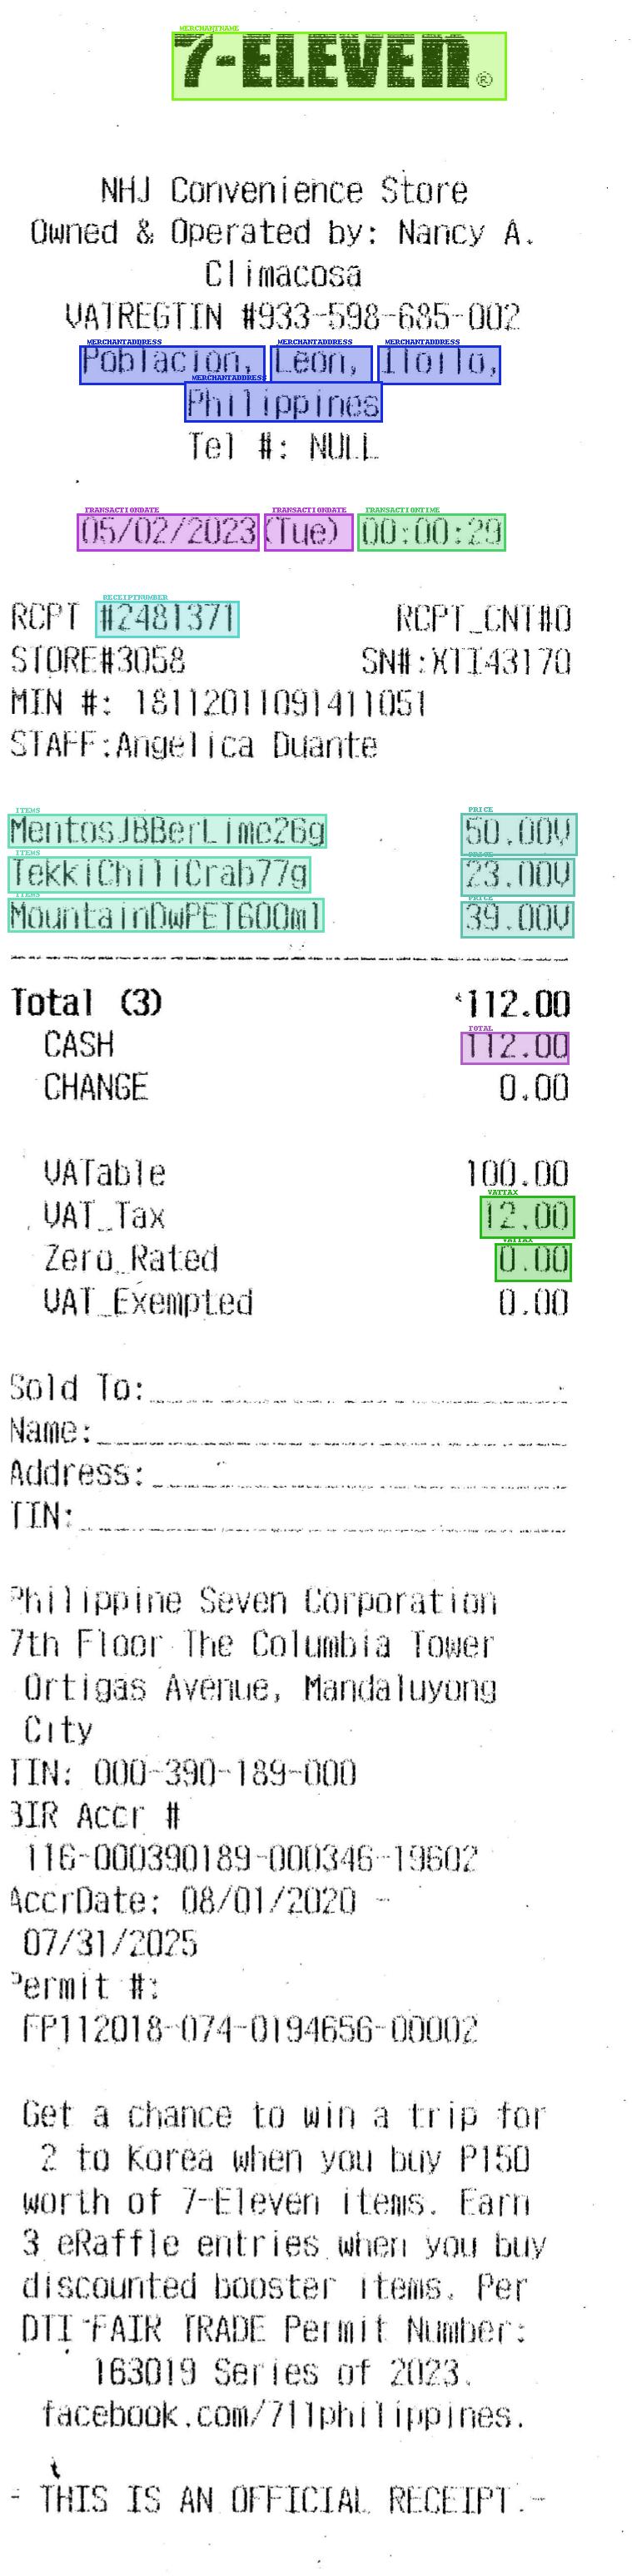 MERCHANTNAME
7-ELEVEN®
NHJ Convenience Store
Owned & Operated by: Nancy A.
Climacosa
VATREGTIN #933-598-685-002
MERCHANTADDRESS MERCHANTADDRESS MERCHANTADDRESS
Poblacion, Leon, Iloilo,
MERCHANTADDRESS
Philippines
Tel #: NULL
TRANSACTIONDATE TRANSACTIONDATE TRANSACTIONTIME
05/02/2023 (Tue) 00:00:29
RECEIPTNUMBER
RCPT #2481371 RCPT_CNT#0
STORE#3058 SN#:XTI43170
MIN #: 18112011091411051
STAFF:Angelica Duante
ITEMS PRICE
MentosJBBerLime26g 50.00V
ITEMS PRICE
TekkiChiliCrab77g 23.00V
ITEMS PRICE
MountainDwPET600ml 39.00V
Total (3) 112.00
TOTAL
CASH 112.00
CHANGE 0.00
VATable 100.00
VATTAX
VAT_Tax 12.00
VATTAX
Zero_Rated 0.00
VAT_Exempted 0.00
Sold To:
Name:
Address:
TIN:
Philippine Seven Corporation
7th Floor The Columbia Tower
Ortigas Avenue, Mandaluyong
City
TIN: 000-390-189-000
BIR Accr #
116-000390189-000346-19602
AccrDate: 08/01/2020 -
07/31/2025
Permit #:
FP112018-074-0194656-00002
Get a chance to win a trip for
2 to Korea when you buy P150
worth of 7-Eleven items. Earn
3 eRaffle entries when you buy
discounted booster items. Per
DTI FAIR TRADE Permit Number:
163019 Series of 2023.
facebook.com/711philippines.
- THIS IS AN OFFICIAL RECEIPT.-